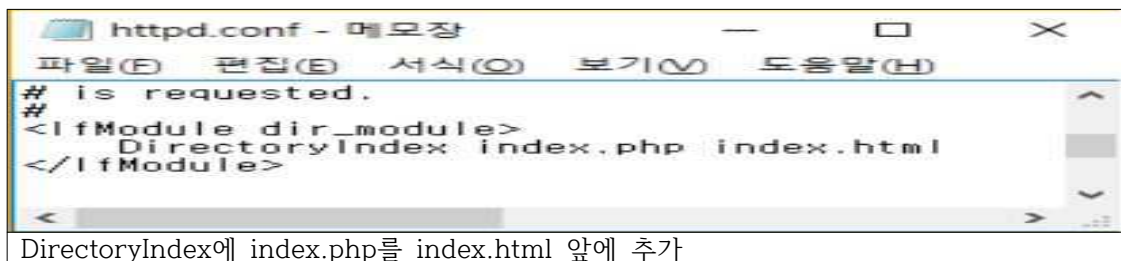 httpd.conf - 메모장
파일(F) 편집(E) 서식(O) 보기(V) 도움말(H)
# is requested.
#
<IfModule dir_module>
    DirectoryIndex index.php index.html
</IfModule>
DirectoryIndex에 index.php를 index.html 앞에 추가